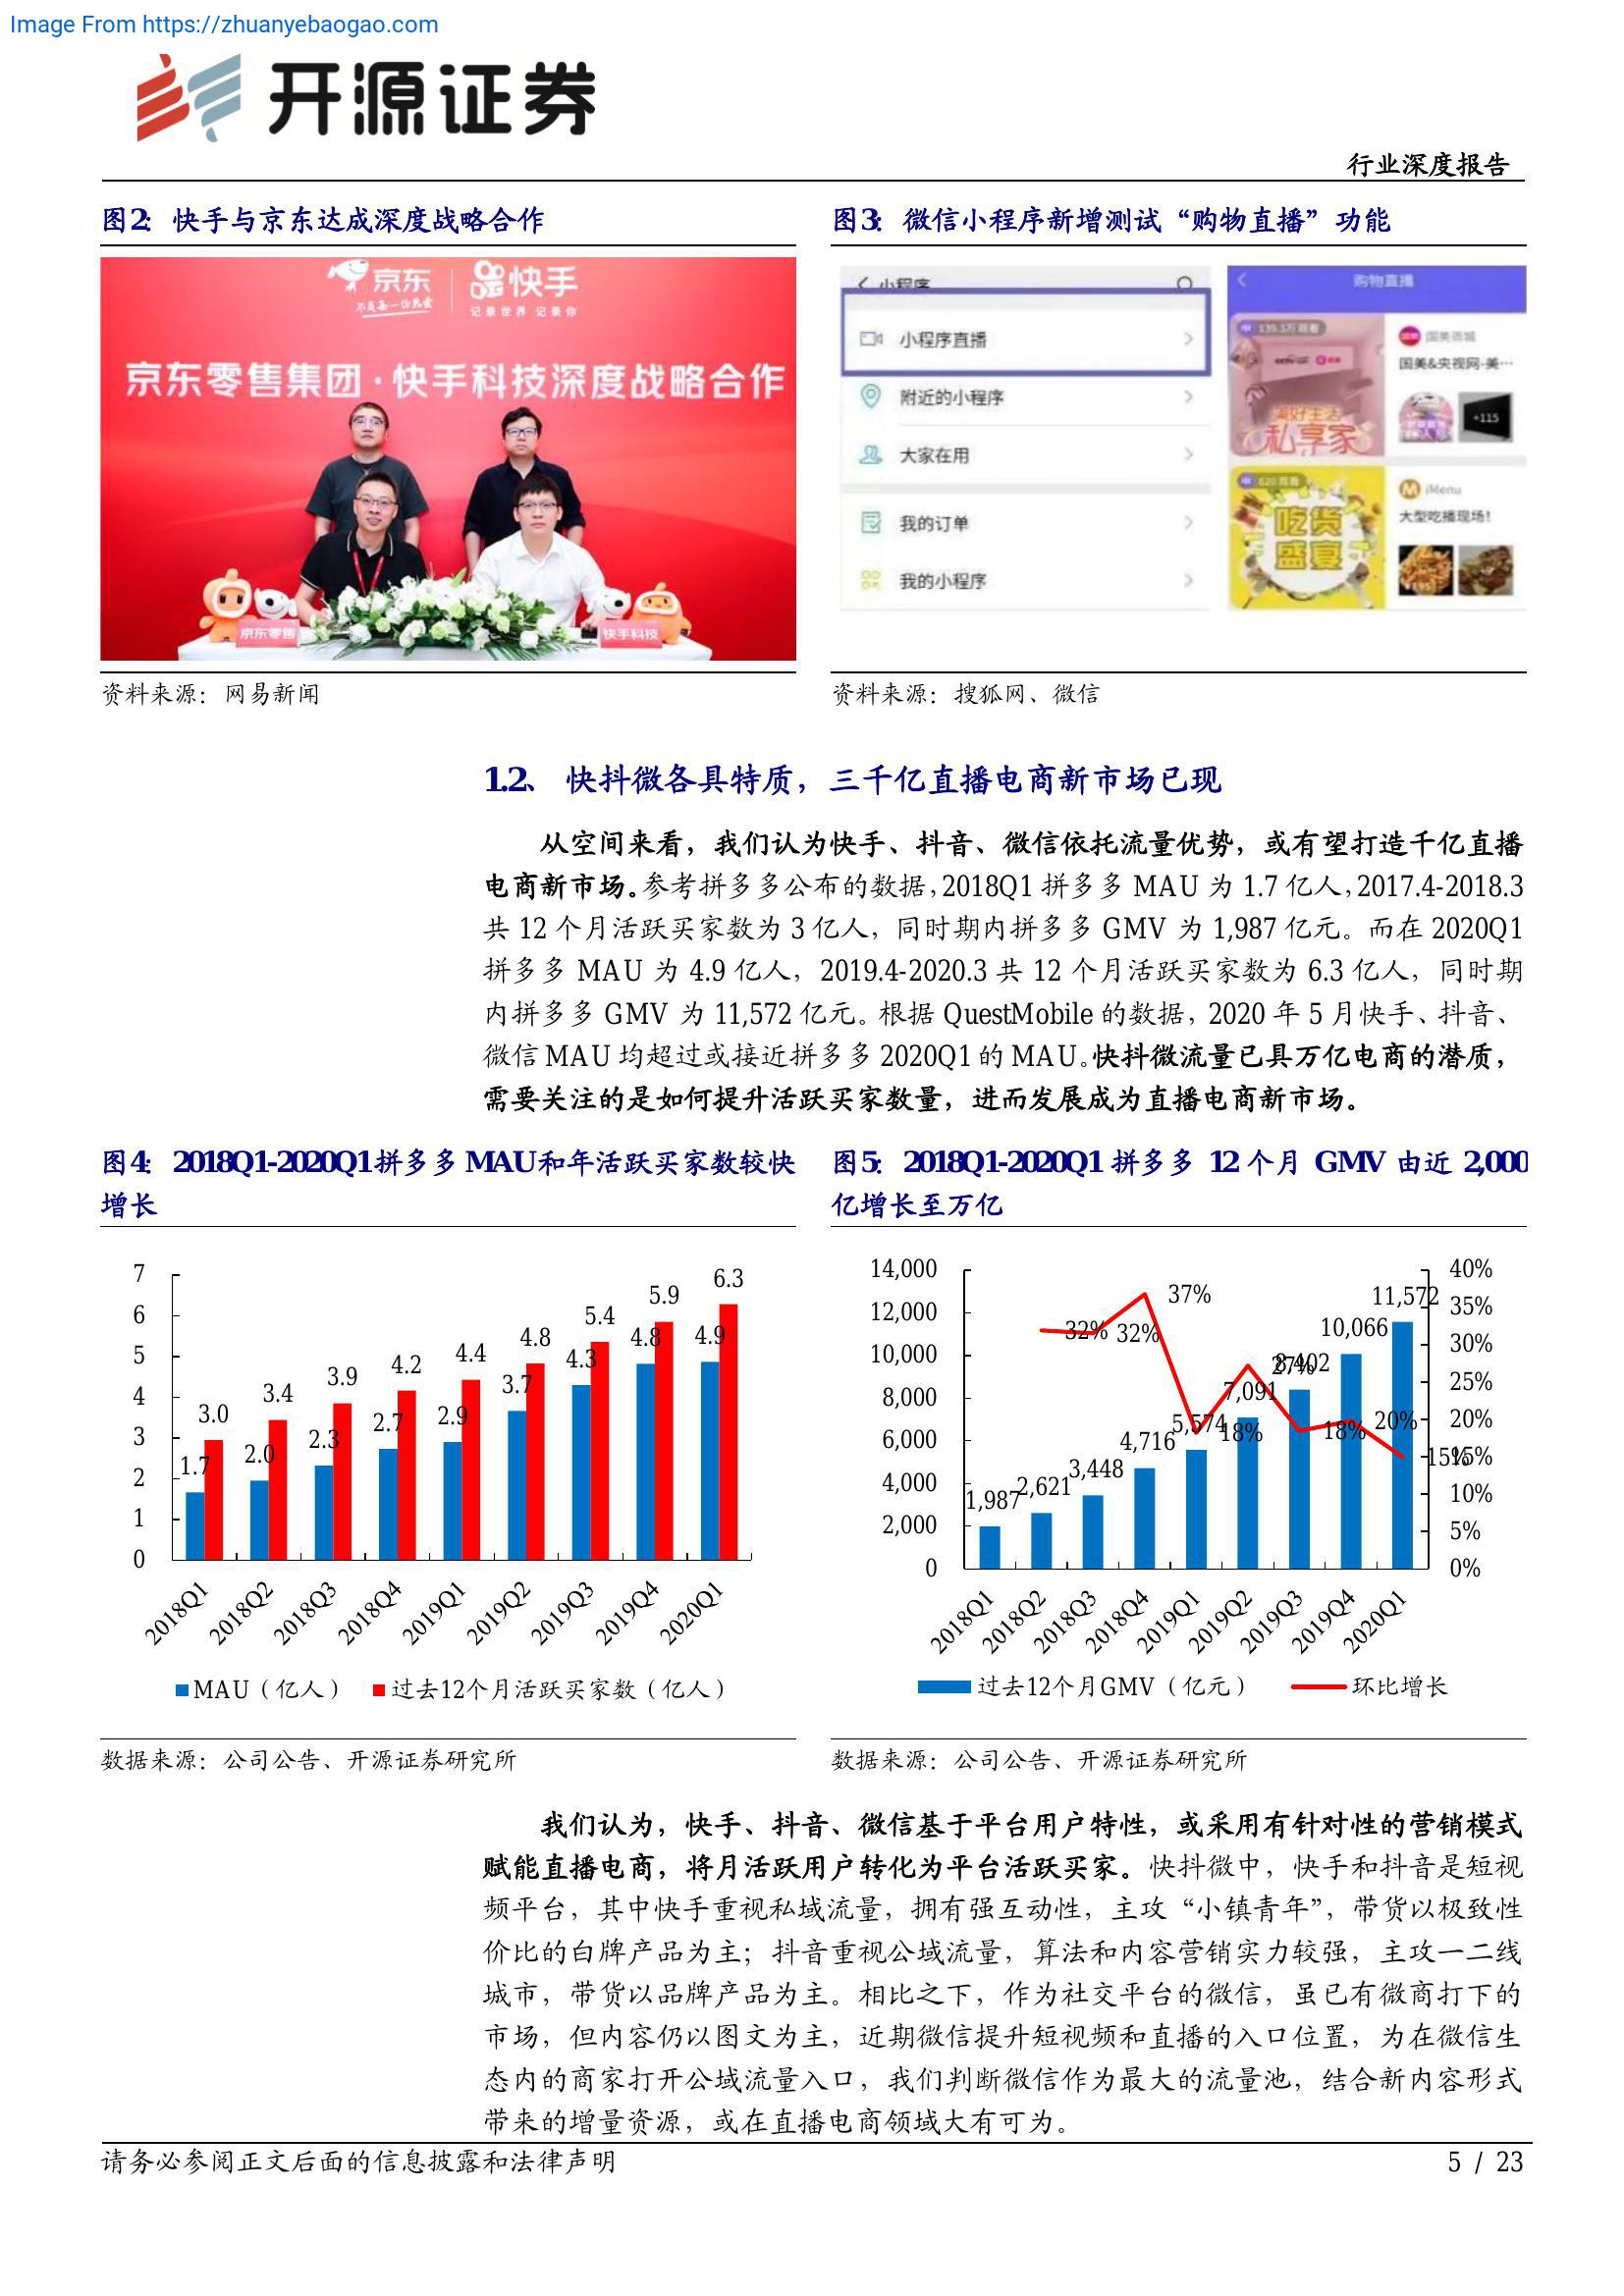 Image From https://zhuanyebaogao.com
开源证券
行业深度报告
图2: 快手与京东达成深度战略合作
京东 快手
不负每一份热爱 记录世界 记录你
京东零售集团·快手科技深度战略合作
京东零售 快手科技
资料来源：网易新闻
图3: 微信小程序新增测试“购物直播”功能
小程序
小程序直播
附近的小程序
大家在用
我的订单
我的小程序
购物直播
139.3万观看
国美商城
国美&央视网-美…
私享家
+115
620观看
iMenu
大型吃播现场!
吃货
盛宴
资料来源：搜狐网、微信
1.2、 快抖微各具特质，三千亿直播电商新市场已现
从空间来看，我们认为快手、抖音、微信依托流量优势，或有望打造千亿直播
电商新市场。参考拼多多公布的数据，2018Q1 拼多多 MAU 为 1.7 亿人，2017.4-2018.3
共 12 个月活跃买家数为 3 亿人，同时期内拼多多 GMV 为 1,987 亿元。而在 2020Q1
拼多多 MAU 为 4.9 亿人，2019.4-2020.3 共 12 个月活跃买家数为 6.3 亿人，同时期
内拼多多 GMV 为 11,572 亿元。根据 QuestMobile 的数据，2020 年 5 月快手、抖音、
微信 MAU 均超过或接近拼多多 2020Q1 的 MAU。快抖微流量已具万亿电商的潜质，
需要关注的是如何提升活跃买家数量，进而发展成为直播电商新市场。
图4: 2018Q1-2020Q1拼多多 MAU和年活跃买家数较快
增长
7
6
5
4
3
2
1
0
1.7 3.0
2.0 3.4
2.3 3.9
2.7 4.2
2.9 4.4
3.7 4.8
4.3 5.4
4.8 5.9
4.9 6.3
2018Q1 2018Q2 2018Q3 2018Q4 2019Q1 2019Q2 2019Q3 2019Q4 2020Q1
MAU（亿人） 过去12个月活跃买家数（亿人）
数据来源：公司公告、开源证券研究所
图5: 2018Q1-2020Q1 拼多多 12 个月 GMV 由近 2,000
亿增长至万亿
14,000
12,000
10,000
8,000
6,000
4,000
2,000
0
1,987 2,621 3,448 4,716 5,574 7,091 8,402 10,066 11,572
32% 32% 37% 18% 27% 18% 20% 15%
40%
35%
30%
25%
20%
15%
10%
5%
0%
2018Q1 2018Q2 2018Q3 2018Q4 2019Q1 2019Q2 2019Q3 2019Q4 2020Q1
过去12个月GMV（亿元） 环比增长
数据来源：公司公告、开源证券研究所
我们认为，快手、抖音、微信基于平台用户特性，或采用有针对性的营销模式
赋能直播电商，将月活跃用户转化为平台活跃买家。快抖微中，快手和抖音是短视
频平台，其中快手重视私域流量，拥有强互动性，主攻“小镇青年”，带货以极致性
价比的白牌产品为主；抖音重视公域流量，算法和内容营销实力较强，主攻一二线
城市，带货以品牌产品为主。相比之下，作为社交平台的微信，虽已有微商打下的
市场，但内容仍以图文为主，近期微信提升短视频和直播的入口位置，为在微信生
态内的商家打开公域流量入口，我们判断微信作为最大的流量池，结合新内容形式
带来的增量资源，或在直播电商领域大有可为。
请务必参阅正文后面的信息披露和法律声明
5 / 23